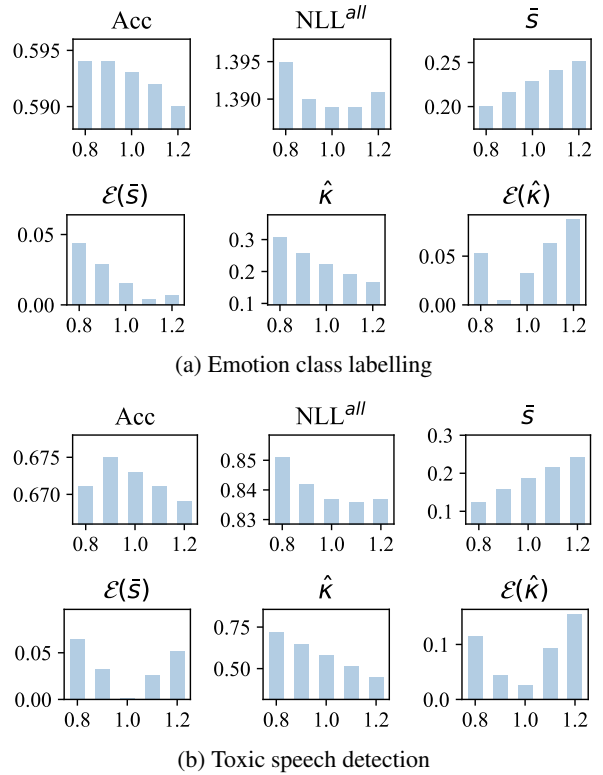 Acc NLL^all s̄
0.595 1.395 0.25
0.590 1.390 0.20
0.8 1.0 1.2 0.8 1.0 1.2 0.8 1.0 1.2
ℰ(s̄) κ̂ ℰ(κ̂)
0.05 0.3 0.05
0.2
0.00 0.1 0.00
0.8 1.0 1.2 0.8 1.0 1.2 0.8 1.0 1.2
(a) Emotion class labelling
Acc NLL^all s̄
0.675 0.85 0.3
0.670 0.84 0.2
0.83 0.1
0.8 1.0 1.2 0.8 1.0 1.2 0.8 1.0 1.2
ℰ(s̄) κ̂ ℰ(κ̂)
0.05 0.75 0.1
0.00 0.50 0.0
0.8 1.0 1.2 0.8 1.0 1.2 0.8 1.0 1.2
(b) Toxic speech detection